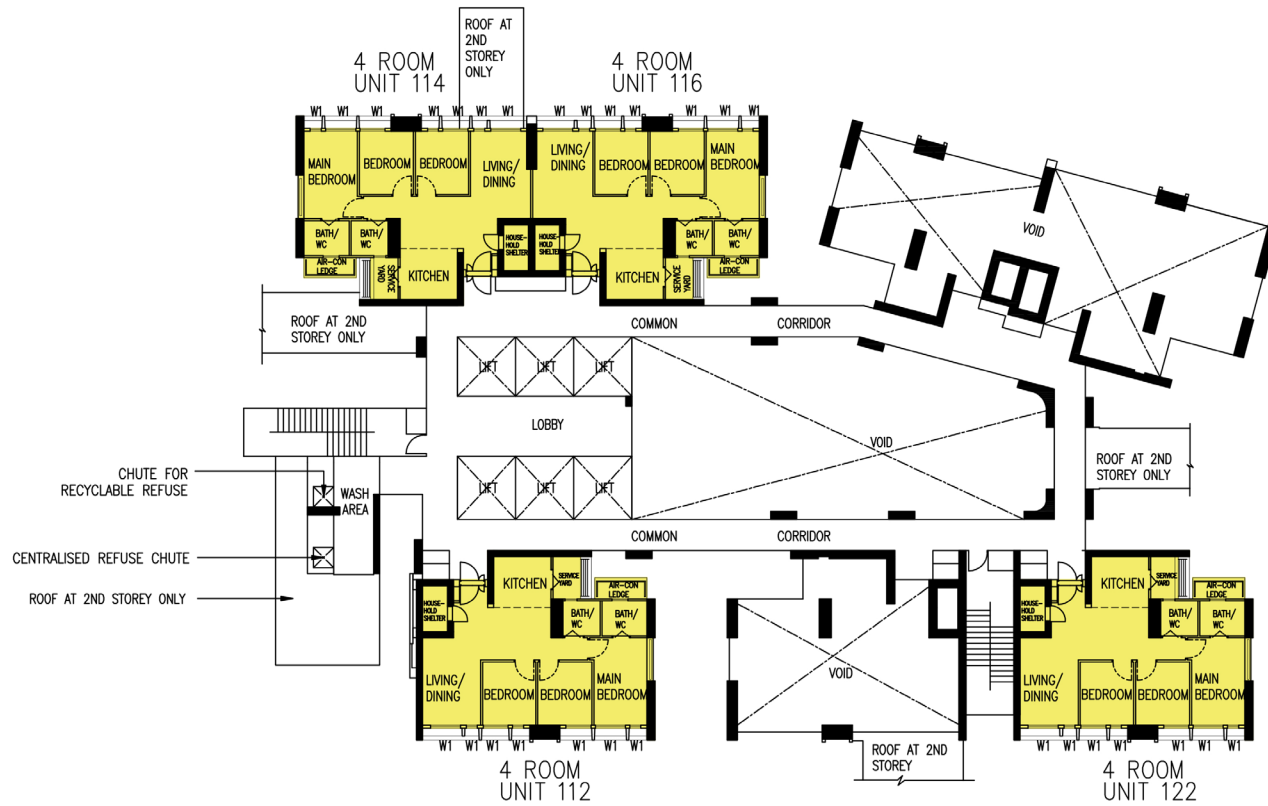 ROOF AT
2ND
STOREY
ONLY
4 ROOM
UNIT 114
4 ROOM
UNIT 116
W1 W1 W1 W1 W1 W1
W1 W1 W1 W1 W1 W1
MAIN
BEDROOM
BEDROOM
BEDROOM
LIVING/
DINING
LIVING/
DINING
BEDROOM
BEDROOM
MAIN
BEDROOM
BATH/
WC
BATH/
WC
HOUSE-
HOLD
SHELTER
HOUSE-
HOLD
SHELTER
BATH/
WC
BATH/
WC
AIR-CON
LEDGE
SERVICE
YARD
KITCHEN
KITCHEN
SERVICE
YARD
AIR-CON
LEDGE
VOID
ROOF AT 2ND
STOREY ONLY
COMMON CORRIDOR
LIFT LIFT LIFT
LOBBY
VOID
LIFT LIFT LIFT
ROOF AT 2ND
STOREY ONLY
CHUTE FOR
RECYCLABLE REFUSE
WASH
AREA
CENTRALISED REFUSE CHUTE
ROOF AT 2ND STOREY ONLY
COMMON CORRIDOR
KITCHEN
SERVICE
YARD
AIR-CON
LEDGE
HOUSE-
HOLD
SHELTER
BATH/
WC
BATH/
WC
LIVING/
DINING
BEDROOM
BEDROOM
MAIN
BEDROOM
W1 W1 W1 W1 W1 W1
4 ROOM
UNIT 112
VOID
ROOF AT 2ND
STOREY
KITCHEN
SERVICE
YARD
AIR-CON
LEDGE
HOUSE-
HOLD
SHELTER
BATH/
WC
BATH/
WC
LIVING/
DINING
BEDROOM
BEDROOM
MAIN
BEDROOM
W1 W1 W1 W1 W1 W1
4 ROOM
UNIT 122